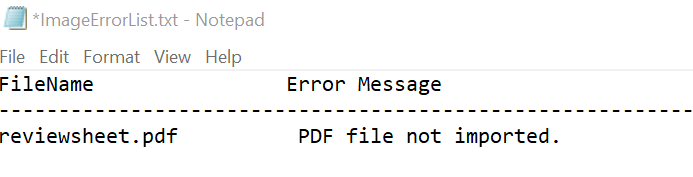 *ImageErrorList.txt - Notepad
File Edit Format View Help
FileName Error Message
----------------------------------------------------------
reviewsheet.pdf PDF file not imported.